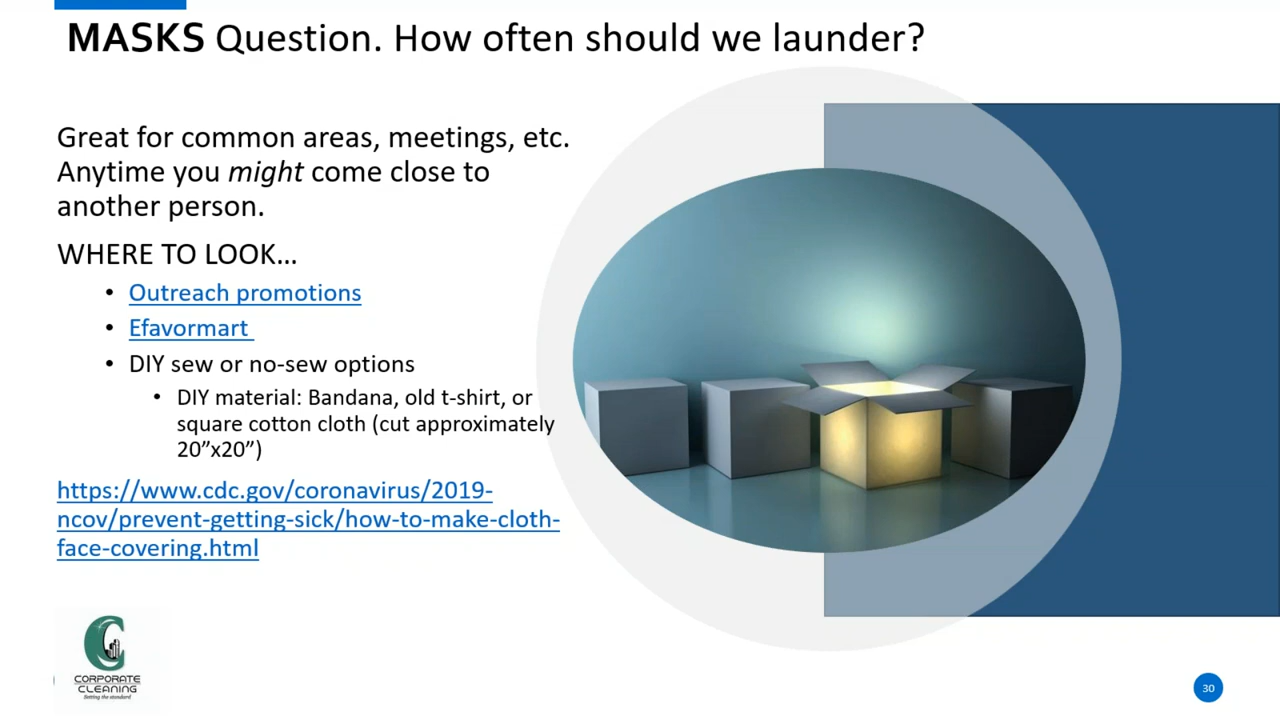 MASKS Question. How often should we launder?
Great for common areas, meetings, etc.
Anytime you might come close to
another person.
WHERE TO LOOK…
• Outreach promotions
• Efavormart
• DIY sew or no-sew options
• DIY material: Bandana, old t-shirt, or
square cotton cloth (cut approximately
20”x20”)
https://www.cdc.gov/coronavirus/2019-
ncov/prevent-getting-sick/how-to-make-cloth-
face-covering.html
CORPORATE
CLEANING
Setting the standard
30